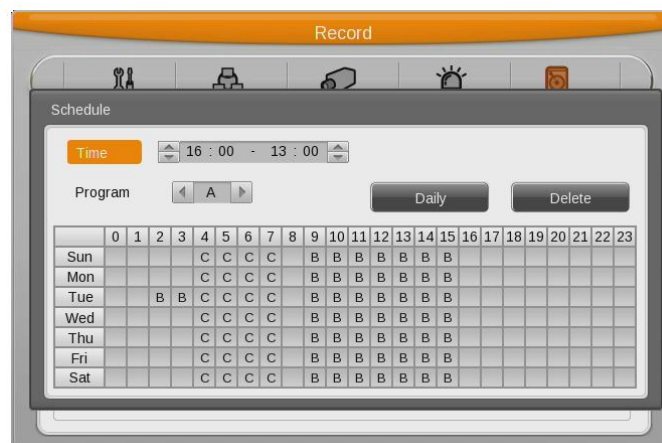 Record
Schedule
Time 16 : 00 - 13 : 00
Program A Daily Delete
0 1 2 3 4 5 6 7 8 9 10 11 12 13 14 15 16 17 18 19 20 21 22 23
Sun C C C C B B B B B B B
Mon C C C C B B B B B B B
Tue B B C C C C B B B B B B B
Wed C C C C B B B B B B B
Thu C C C C B B B B B B B
Fri C C C C B B B B B B B
Sat C C C C B B B B B B B